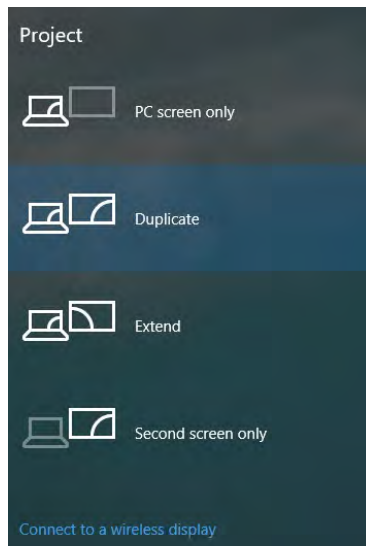 Project
PC screen only
Duplicate
Extend
Second screen only
Connect to a wireless display